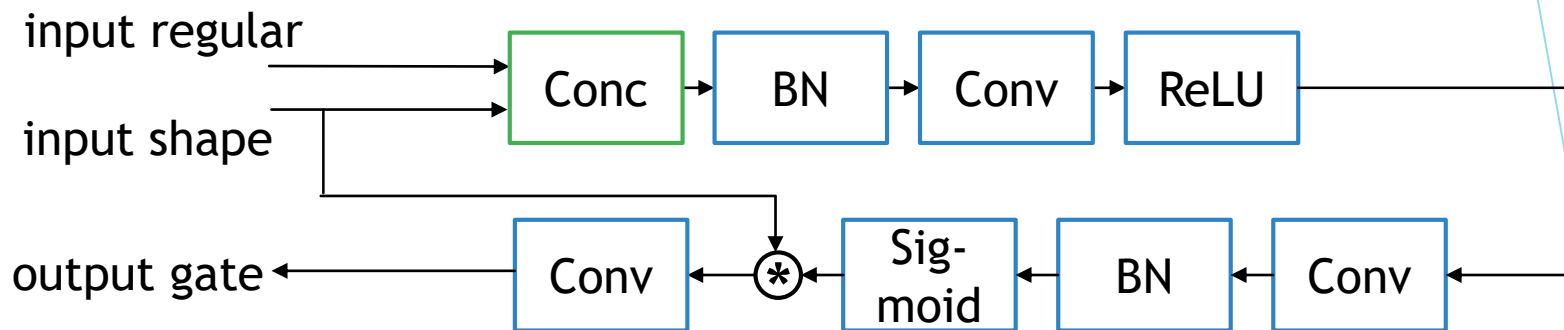 input regular
Conc
BN
Conv
ReLU
input shape
output gate
Conv
*
Sig-
moid
BN
Conv